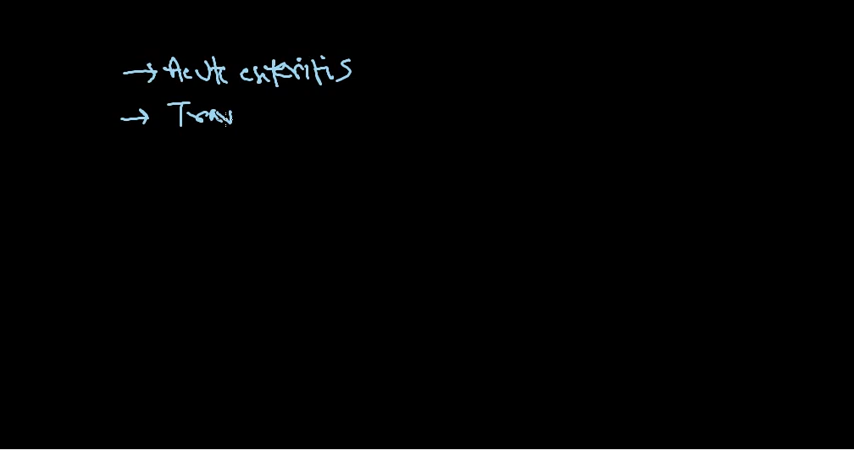 → Acute enteritis
→ Trav